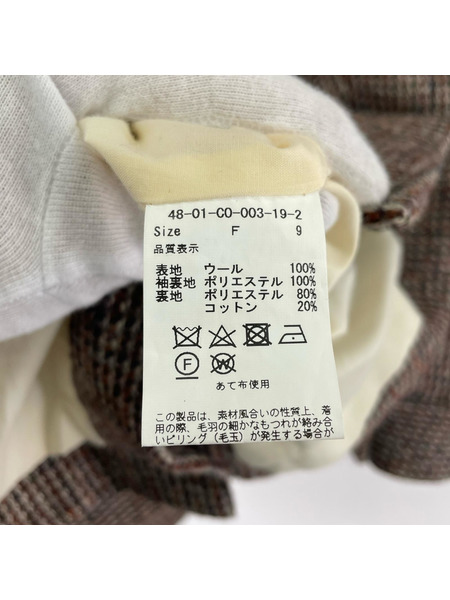 48-01-CO-003-19-2
Size F 9
品質表示
表地 ウール 100%
袖裏地 ポリエステル 100%
裏地 ポリエステル 80%
コットン 20%
F W
あて布使用
この製品は、素材風合いの性質上、着
用の際、毛羽の細かなもつれが絡み合
いピリング(毛玉)が発生する場合が